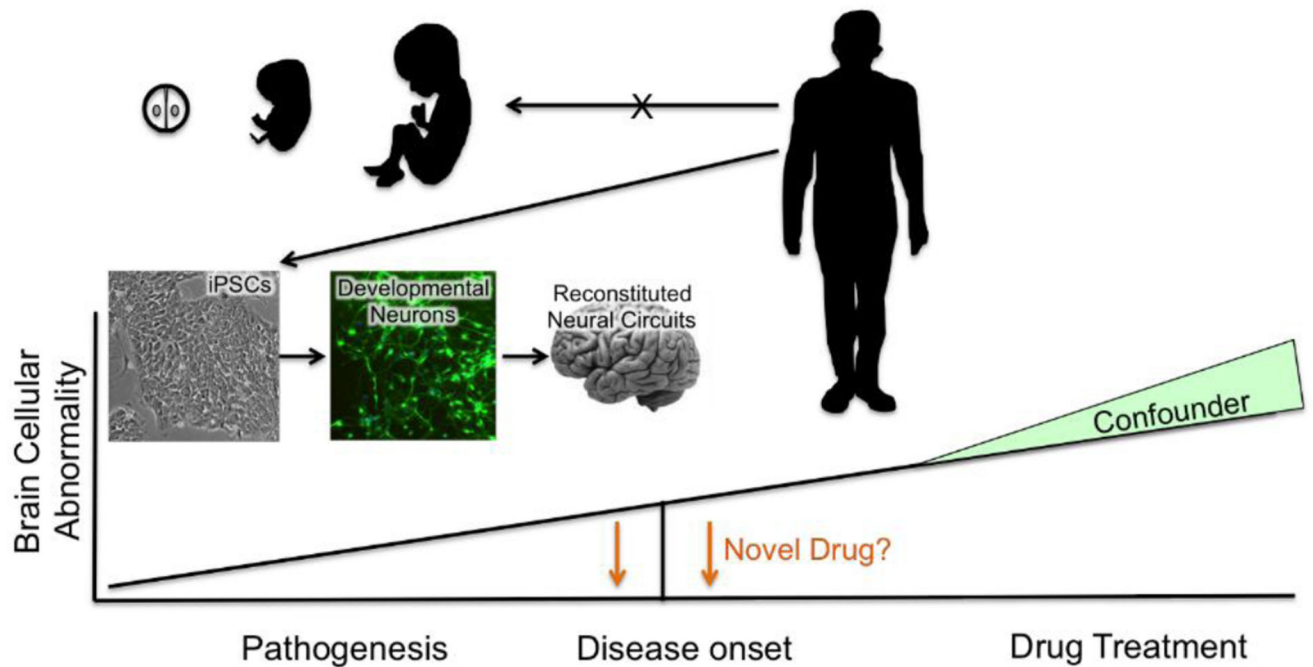 X
iPSCs
Developmental
Neurons
Reconstituted
Neural Circuits
Brain Cellular
Abnormality
Confounder
Novel Drug?
Pathogenesis
Disease onset
Drug Treatment